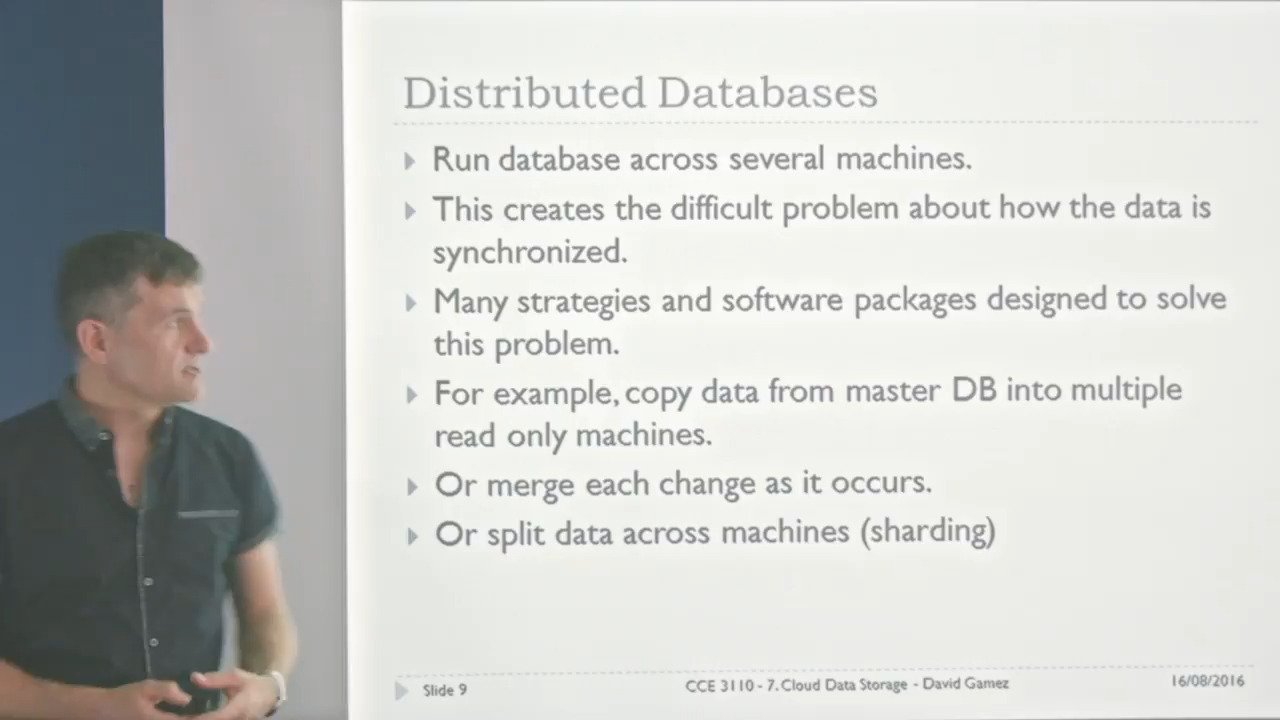 Distributed Databases
Run database across several machines.
This creates the difficult problem about how the data is
synchronized.
Many strategies and software packages designed to solve
this problem.
For example, copy data from master DB into multiple
read only machines.
Or merge each change as it occurs.
Or split data across machines (sharding)
Slide 9
CCE 3110 - 7. Cloud Data Storage - David Gamez
16/08/2016